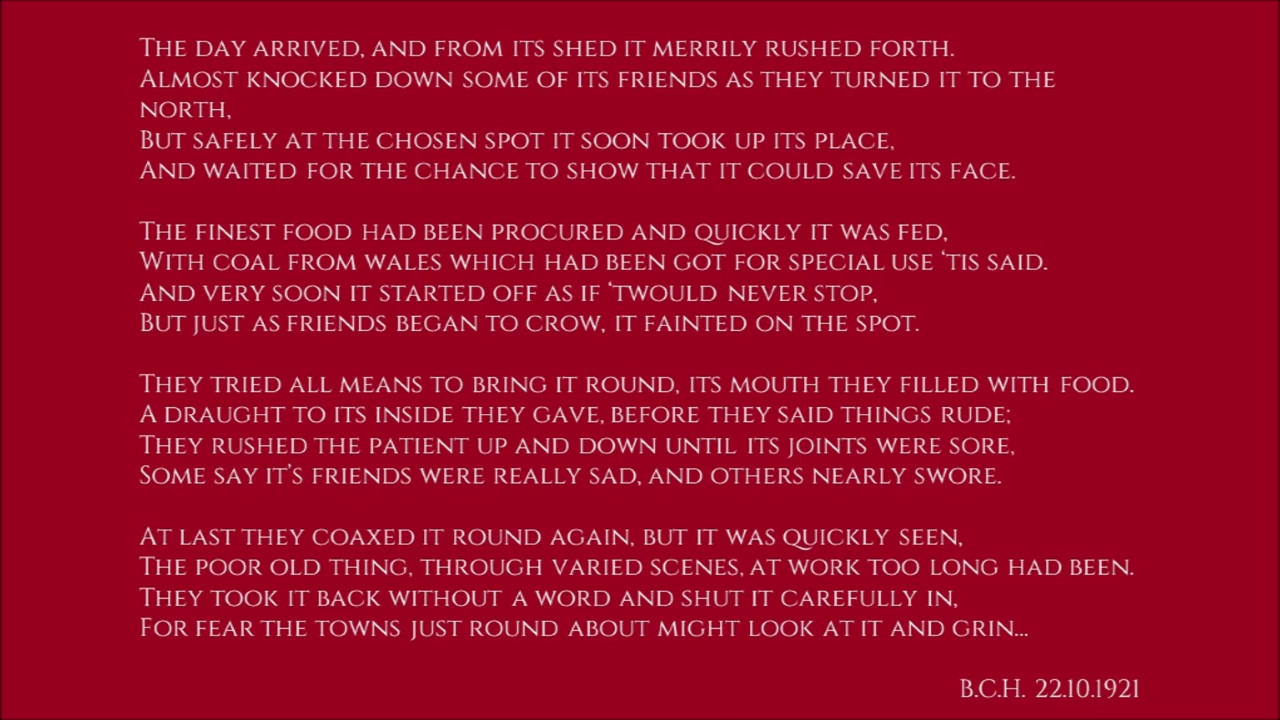 The day arrived, and from its shed it merrily rushed forth.
Almost knocked down some of its friends as they turned it to the
north,
But safely at the chosen spot it soon took up its place,
And waited for the chance to show that it could save its face.
The finest food had been procured and quickly it was fed,
With coal from Wales which had been got for special use ‘tis said.
And very soon it started off as if ‘twould never stop,
But just as friends began to crow, it fainted on the spot.
They tried all means to bring it round, its mouth they filled with food.
A draught to its inside they gave, before they said things rude;
They rushed the patient up and down until its joints were sore,
Some say it’s friends were really sad, and others nearly swore.
At last they coaxed it round again, but it was quickly seen,
The poor old thing, through varied scenes, at work too long had been.
They took it back without a word and shut it carefully in,
For fear the towns just round about might look at it and grin...
B.C.H. 22.10.1921